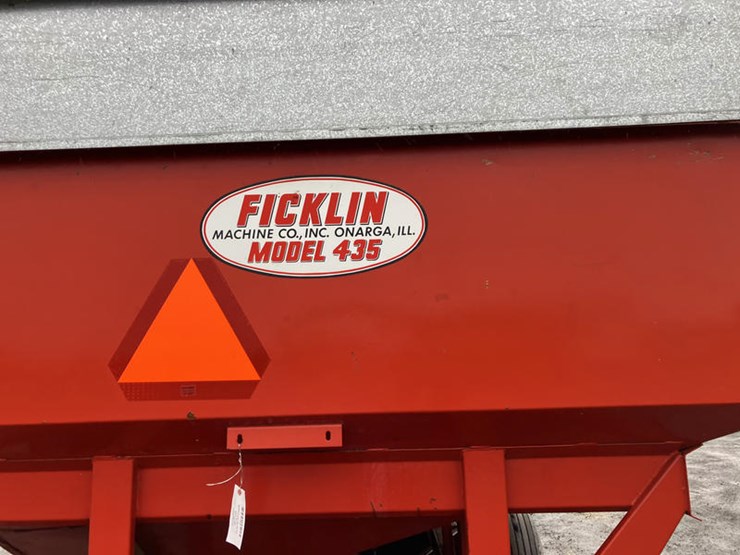 FICKLIN
MACHINE CO., INC. ONARGA, ILL.
MODEL 435